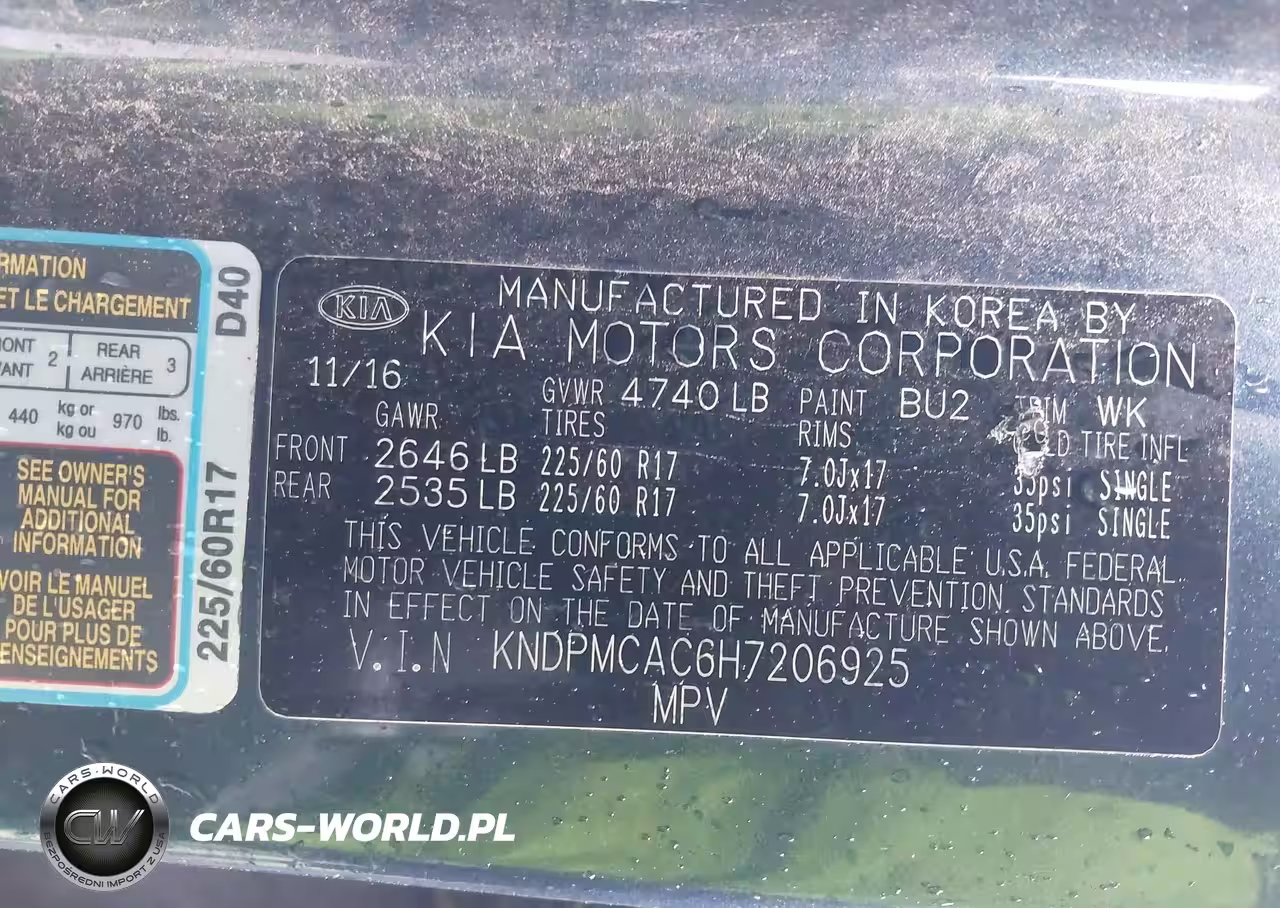 RMATION
ET LE CHARGEMENT
ONT 2 REAR 3
VANT ARRIÈRE
440 kg or 970 lbs.
kg ou lb.
SEE OWNER'S
MANUAL FOR
ADDITIONAL
INFORMATION
VOIR LE MANUEL
DE L'USAGER
POUR PLUS DE
ENSEIGNEMENTS
D40
225/60R17
KIA
MANUFACTURED IN KOREA BY
KIA MOTORS CORPORATION
11/16 GVWR 4740 LB PAINT BU2 TRIM WK
GAWR TIRES RIMS LD TIRE INFL
FRONT 2646 LB 225/60 R17 7.0Jx17 35psi SINGLE
REAR 2535 LB 225/60 R17 7.0Jx17 35psi SINGLE
THIS VEHICLE CONFORMS TO ALL APPLICABLE U.S.A. FEDERAL
MOTOR VEHICLE SAFETY AND THEFT PREVENTION STANDARDS
IN EFFECT ON THE DATE OF MANUFACTURE SHOWN ABOVE.
V.I.N KNDPMCAC6H7206925
MPV
CARS-WORLD
CW
BEZPOŚREDNI IMPORT Z USA
CARS-WORLD.PL